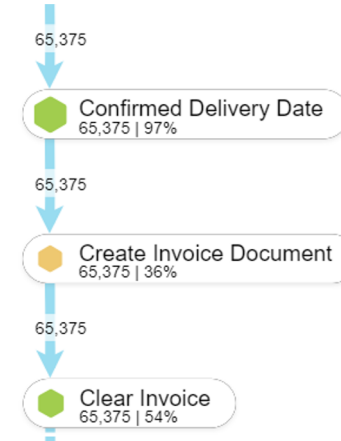 65,375
Confirmed Delivery Date
65,375 | 97%
65,375
Create Invoice Document
65,375 | 36%
65,375
Clear Invoice
65,375 | 54%